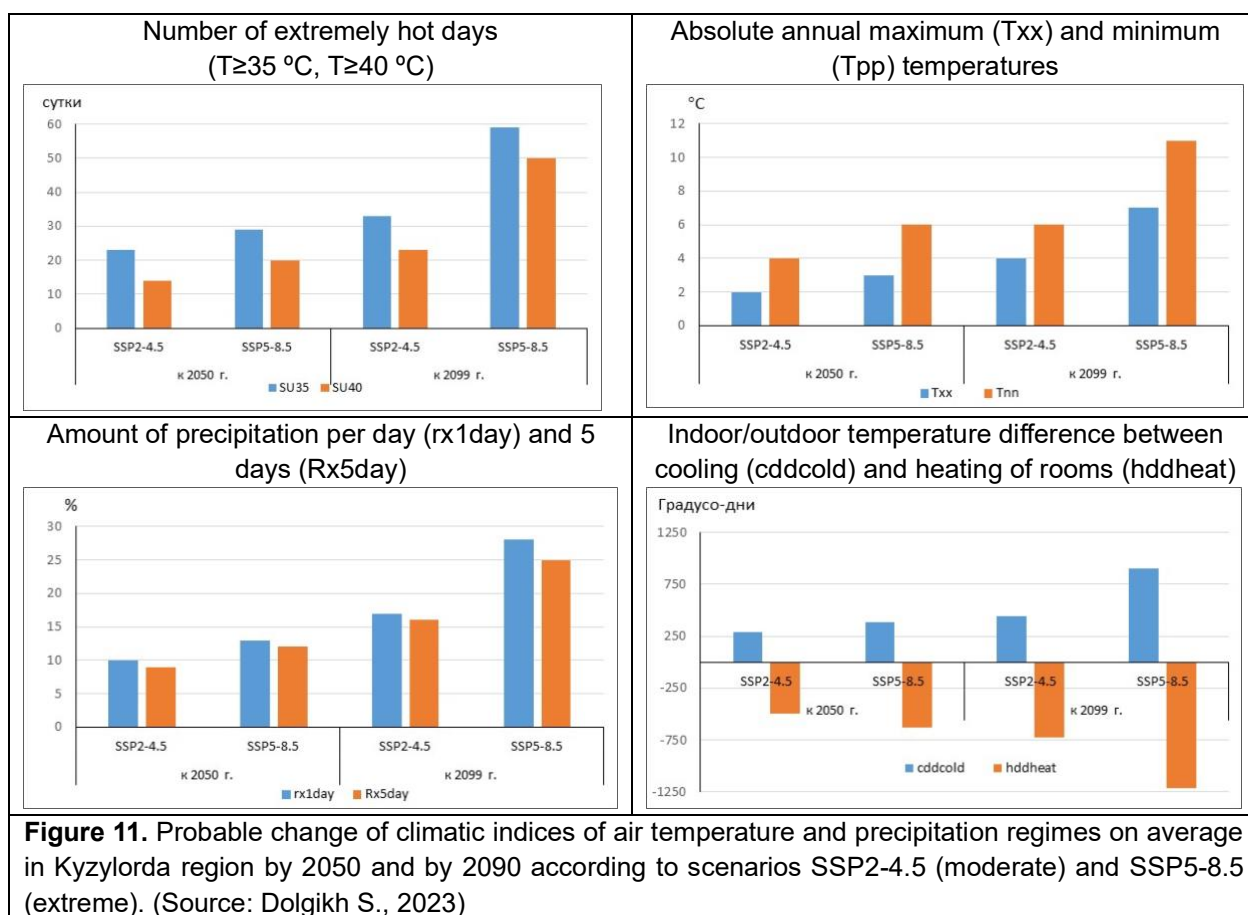 Number of extremely hot days
(T≥35 ºC, T≥40 ºC)
сутки
60
50
40
30
20
10
0
SSP2-4.5 SSP5-8.5 SSP2-4.5 SSP5-8.5
к 2050 г. к 2099 г.
SU35 SU40
Absolute annual maximum (Txx) and minimum
(Tpp) temperatures
°C
12
10
8
6
4
2
0
SSP2-4.5 SSP5-8.5 SSP2-4.5 SSP5-8.5
к 2050 г. к 2099 г.
Txx Tnn
Amount of precipitation per day (rx1day) and 5
days (Rx5day)
%
30
25
20
15
10
5
0
SSP2-4.5 SSP5-8.5 SSP2-4.5 SSP5-8.5
к 2050 г. к 2099 г.
rx1day Rx5day
Indoor/outdoor temperature difference between
cooling (cddcold) and heating of rooms (hddheat)
Градусо-дни
1250
750
250
-250
-750
-1250
SSP2-4.5 SSP5-8.5 SSP2-4.5 SSP5-8.5
к 2050 г. к 2099 г.
cddcold hddheat
Figure 11. Probable change of climatic indices of air temperature and precipitation regimes on average
in Kyzylorda region by 2050 and by 2090 according to scenarios SSP2-4.5 (moderate) and SSP5-8.5
(extreme). (Source: Dolgikh S., 2023)